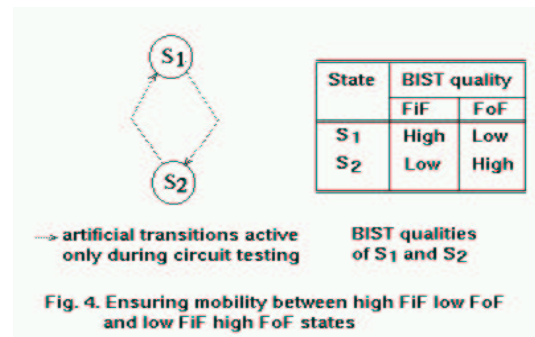 S1
S2
State BIST quality
FiF FoF
S1 High Low
S2 Low High
artificial transitions active
only during circuit testing
BIST qualities
of S1 and S2
Fig. 4. Ensuring mobility between high FiF low FoF
and low FiF high FoF states